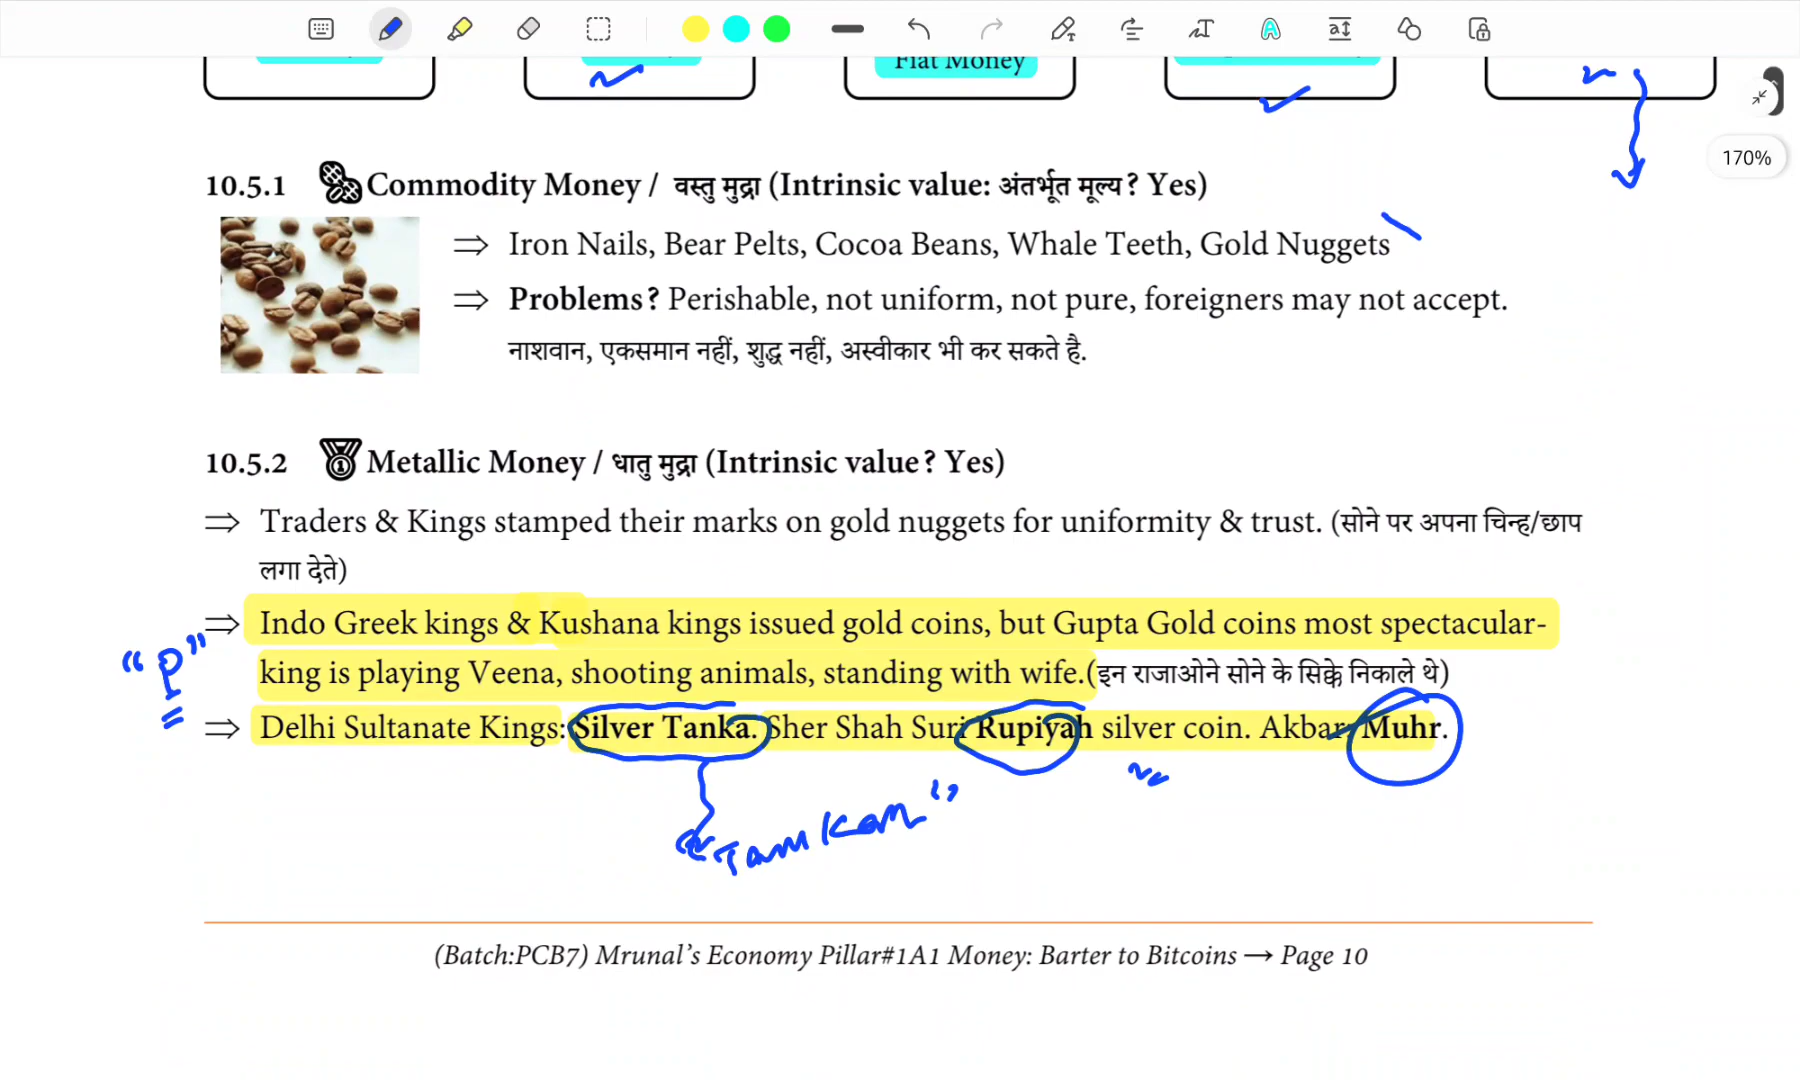 Fiat Money
170%
10.5.1 Commodity Money / वस्तु मुद्रा (Intrinsic value: अंतर्भूत मूल्य? Yes)
⇒ Iron Nails, Bear Pelts, Cocoa Beans, Whale Teeth, Gold Nuggets
⇒ Problems? Perishable, not uniform, not pure, foreigners may not accept.
नाशवान, एकसमान नहीं, शुद्ध नहीं, अस्वीकार भी कर सकते है.
10.5.2 Metallic Money / धातु मुद्रा (Intrinsic value? Yes)
⇒ Traders & Kings stamped their marks on gold nuggets for uniformity & trust. (सोने पर अपना चिन्ह/छाप
लगा देते)
⇒ Indo Greek kings & Kushana kings issued gold coins, but Gupta Gold coins most spectacular-
king is playing Veena, shooting animals, standing with wife.(इन राजाओने सोने के सिक्के निकाले थे)
"P"
⇒ Delhi Sultanate Kings: Silver Tanka. Sher Shah Suri Rupiyah silver coin. Akbar Muhr.
(Batch:PCB7) Mrunal's Economy Pillar#1A1 Money: Barter to Bitcoins → Page 10